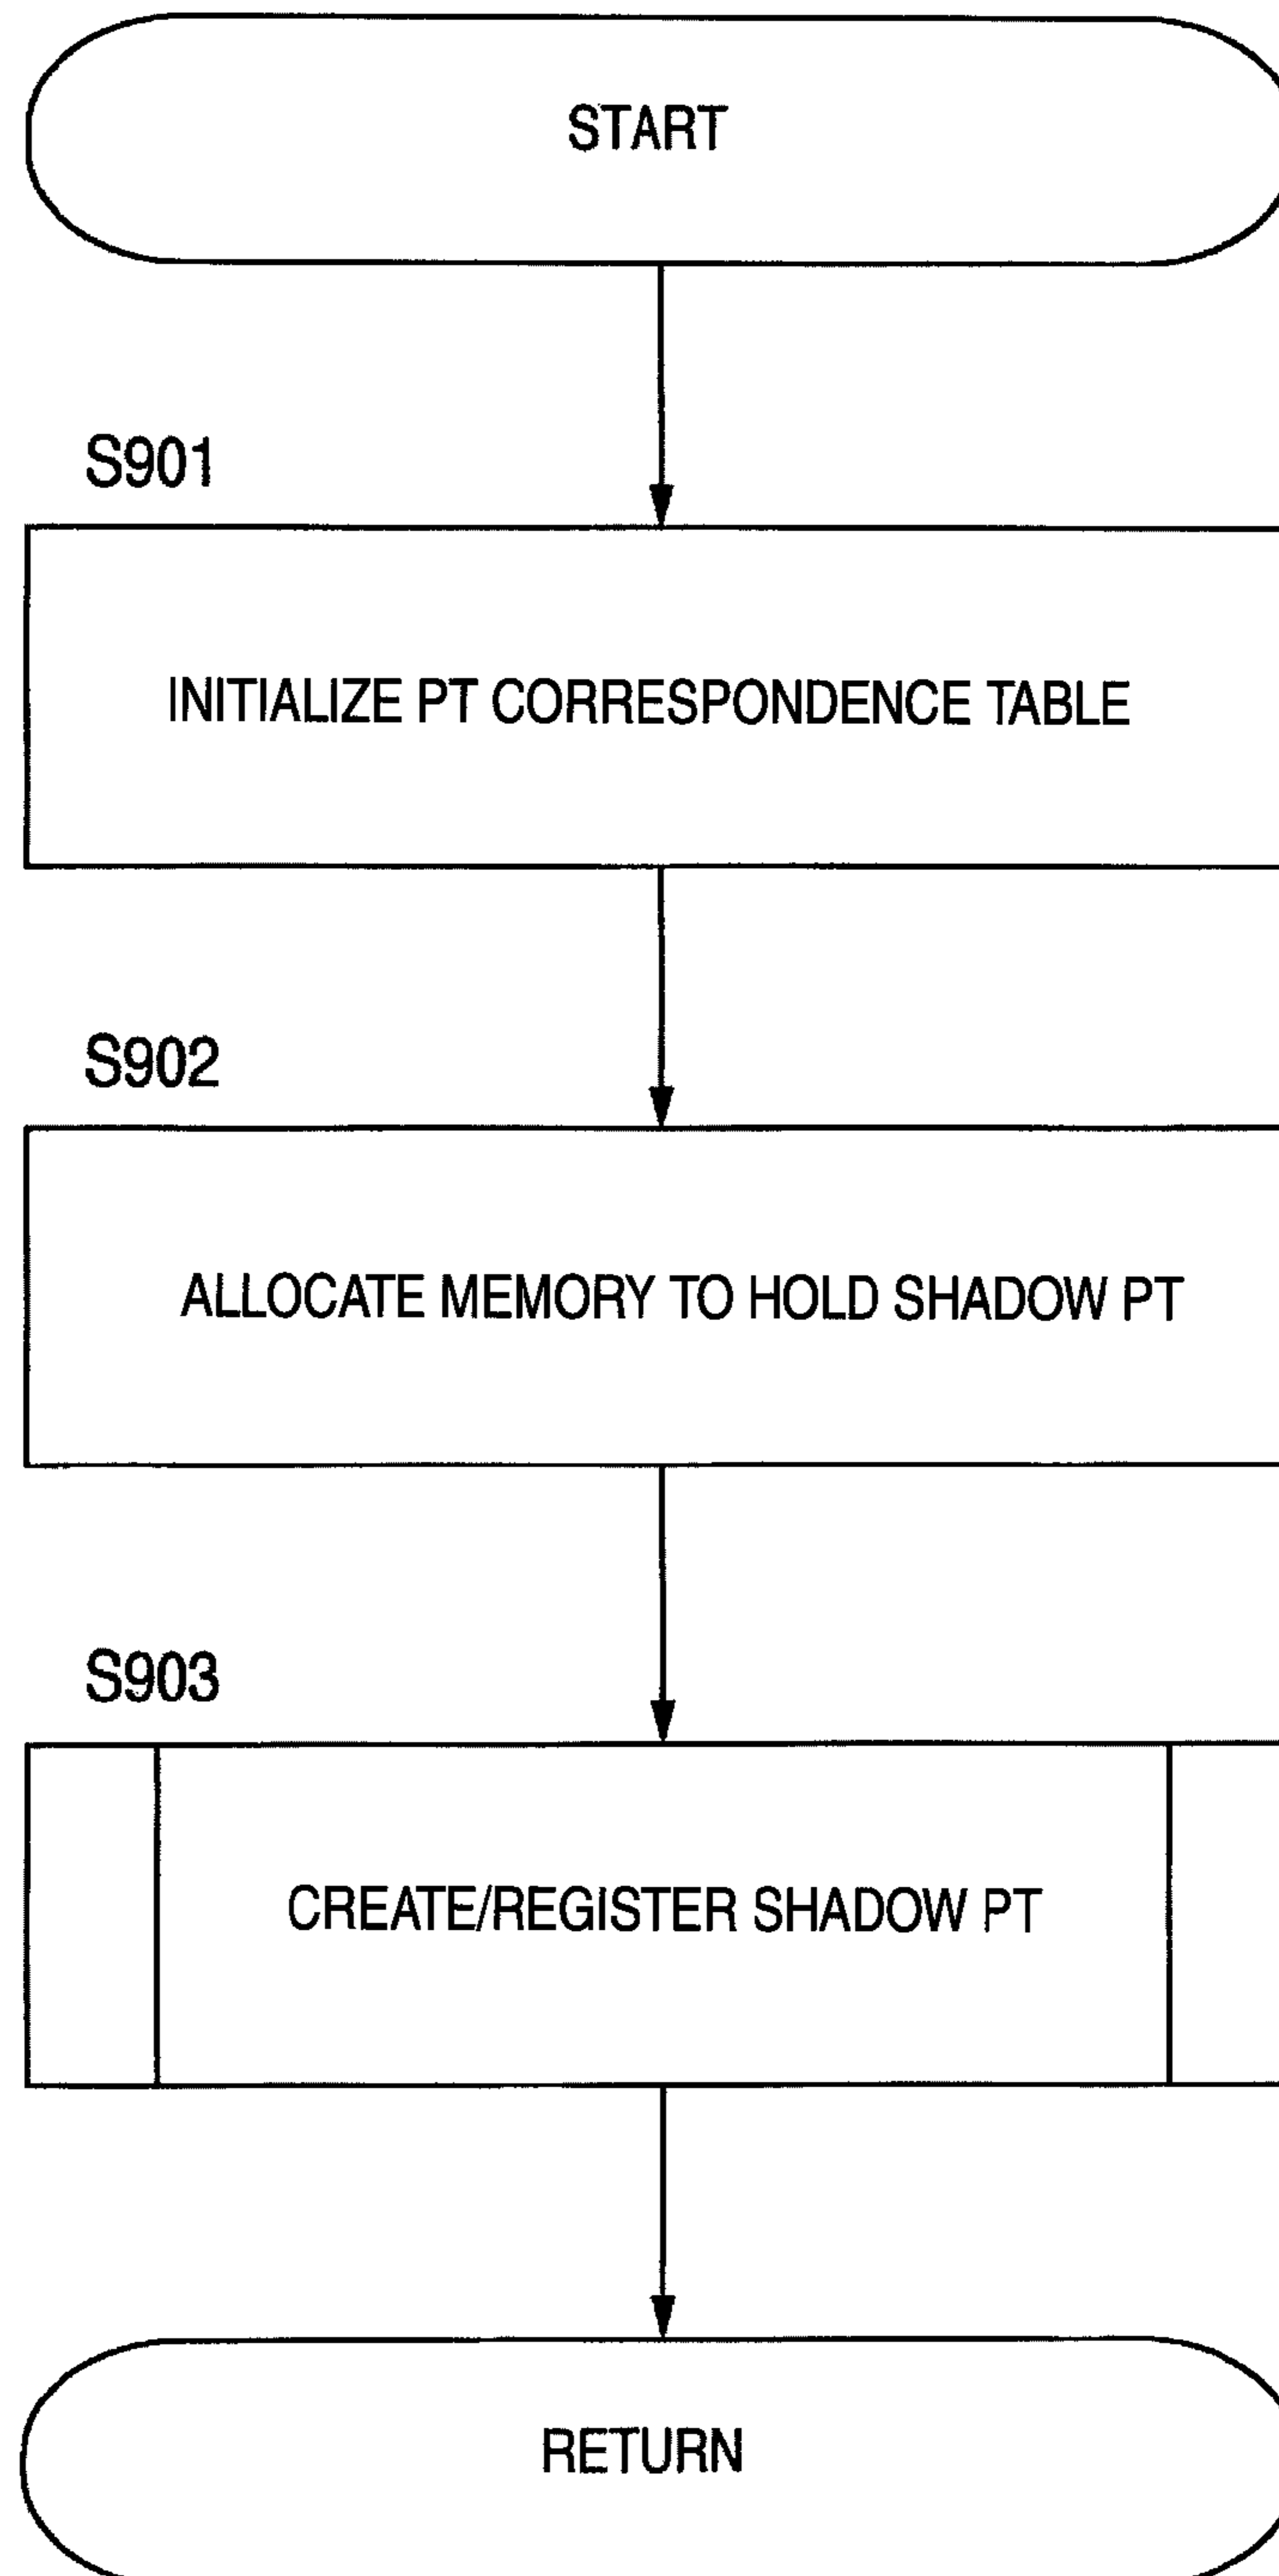 START
S901
INITIALIZE PT CORRESPONDENCE TABLE
S902
ALLOCATE MEMORY TO HOLD SHADOW PT
S903
CREATE/REGISTER SHADOW PT
RETURN